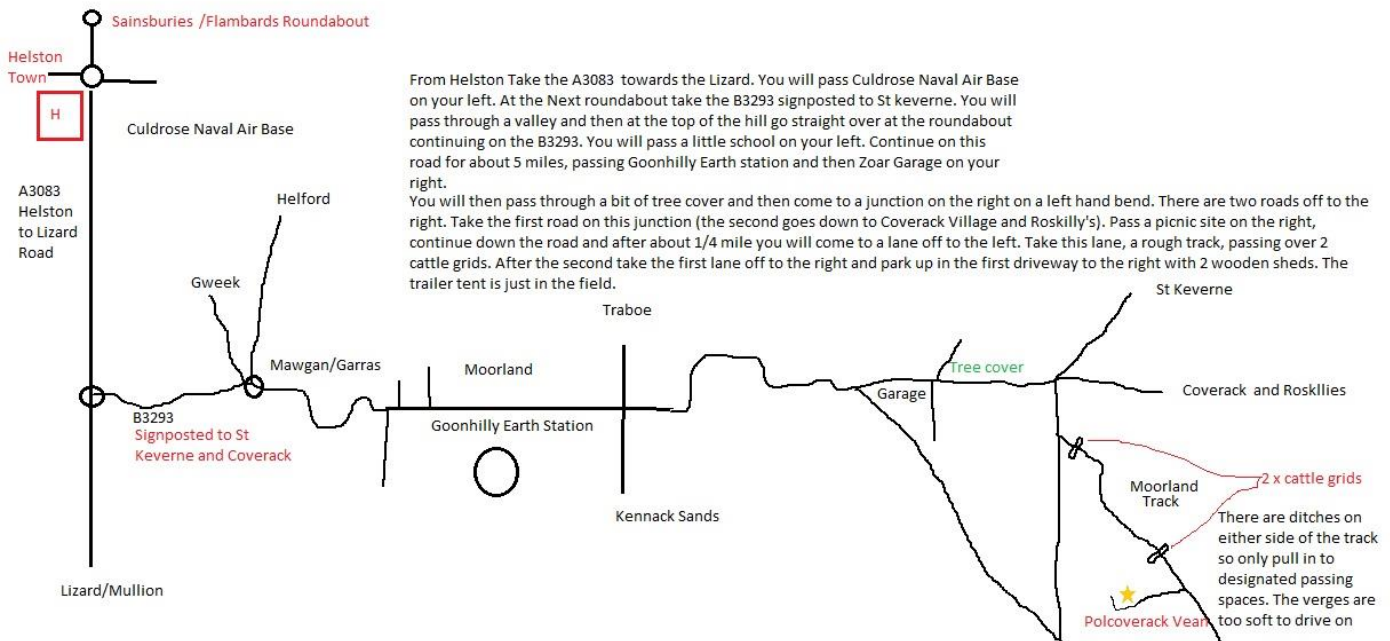 Sainsburies /Flambards Roundabout
Helston
Town
H
Culdrose Naval Air Base
A3083
Helston
to Lizard
Road
From Helston Take the A3083 towards the Lizard. You will pass Culdrose Naval Air Base
on your left. At the Next roundabout take the B3293 signposted to St keverne. You will
pass through a valley and then at the top of the hill go straight over at the roundabout
continuing on the B3293. You will pass a little school on your left. Continue on this
road for about 5 miles, passing Goonhilly Earth station and then Zoar Garage on your
right.
You will then pass through a bit of tree cover and then come to a junction on the right on a left hand bend. There are two roads off to the
right. Take the first road on this junction (the second goes down to Coverack Village and Roskilly's). Pass a picnic site on the right,
continue down the road and after about 1/4 mile you will come to a lane off to the left. Take this lane, a rough track, passing over 2
cattle grids. After the second take the first lane off to the right and park up in the first driveway to the right with 2 wooden sheds. The
trailer tent is just in the field.
Helford
Gweek
Mawgan/Garras
B3293
Signposted to St
Keverne and Coverack
Moorland
Goonhilly Earth Station
Traboe
Kennack Sands
Garage
Tree cover
St Keverne
Coverack and Roskllies
2 x cattle grids
Moorland
Track
There are ditches on
either side of the track
so only pull in to
designated passing
spaces. The verges are
too soft to drive on
Polcoverack Vean
Lizard/Mullion